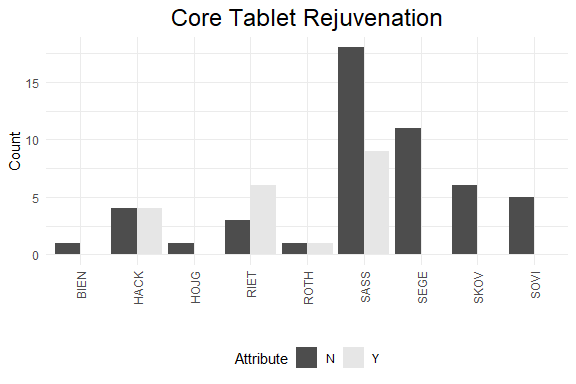 Core Tablet Rejuvenation
Count
15
10
5
0
BIEN
HACK
HOJG
RIET
ROTH
SASS
SEGE
SKOV
SOVI
Attribute N Y